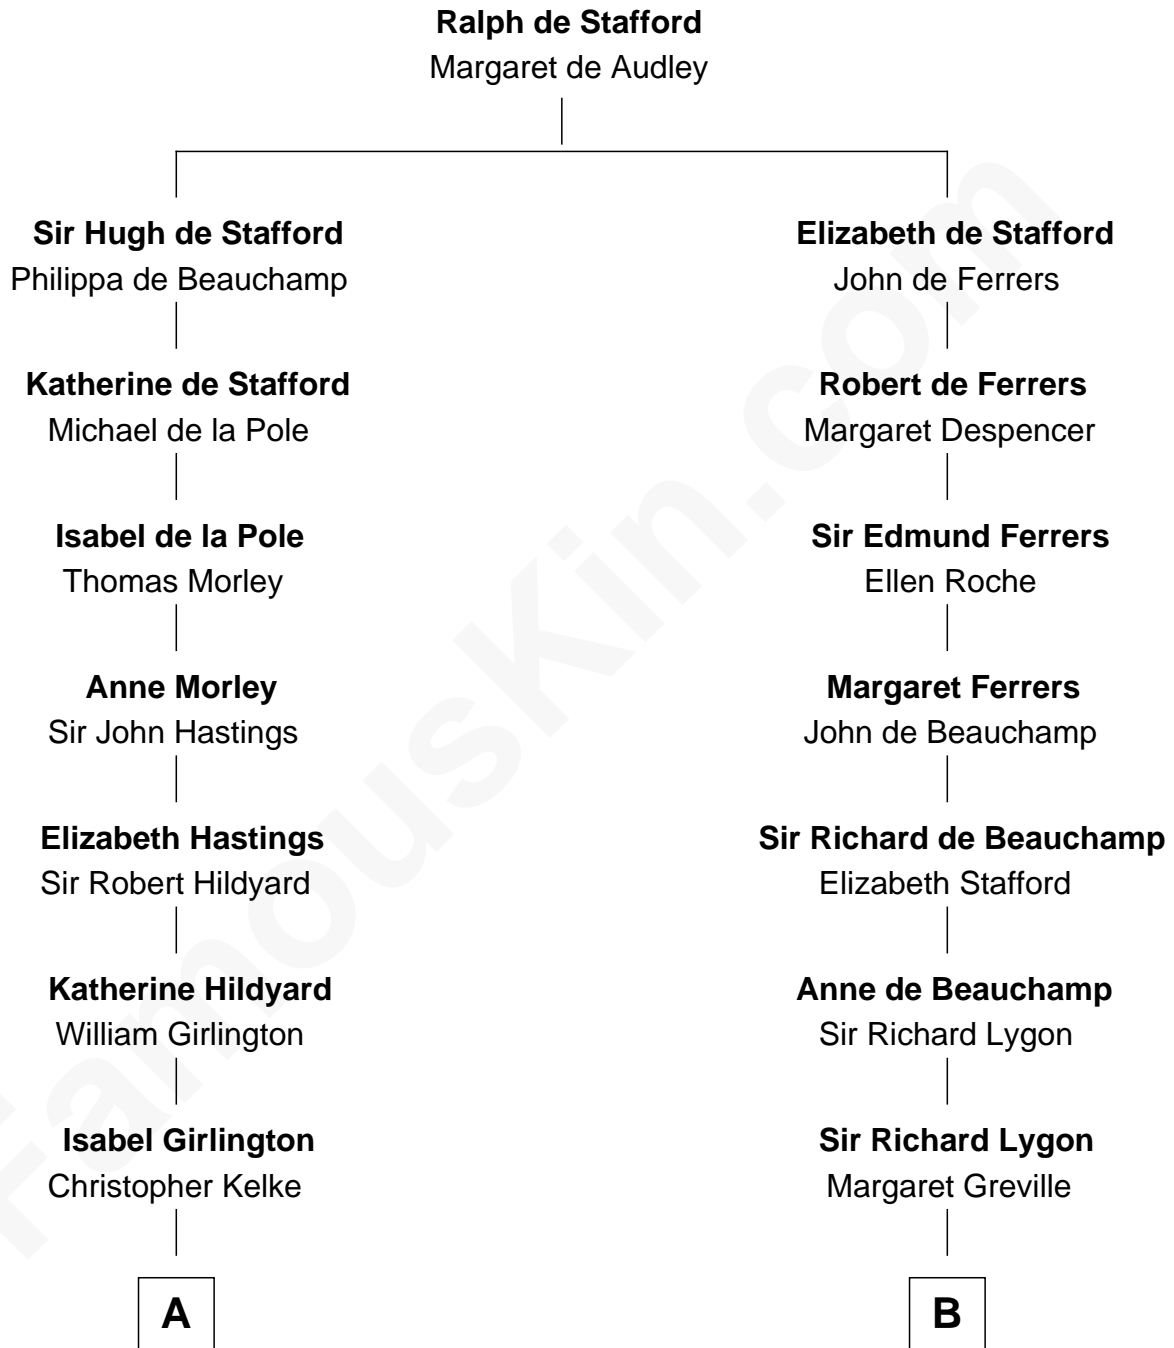 Ralph de Stafford
Margaret de Audley
Sir Hugh de Stafford
Philippa de Beauchamp
Elizabeth de Stafford
John de Ferrers
Katherine de Stafford
Michael de la Pole
Robert de Ferrers
Margaret Despencer
Isabel de la Pole
Thomas Morley
Sir Edmund Ferrers
Ellen Roche
Anne Morley
Sir John Hastings
Margaret Ferrers
John de Beauchamp
Elizabeth Hastings
Sir Robert Hildyard
Sir Richard de Beauchamp
Elizabeth Stafford
Katherine Hildyard
William Girlington
Anne de Beauchamp
Sir Richard Lygon
Isabel Girlington
Christopher Kelke
Sir Richard Lygon
Margaret Greville
A
B
FamousKin.com